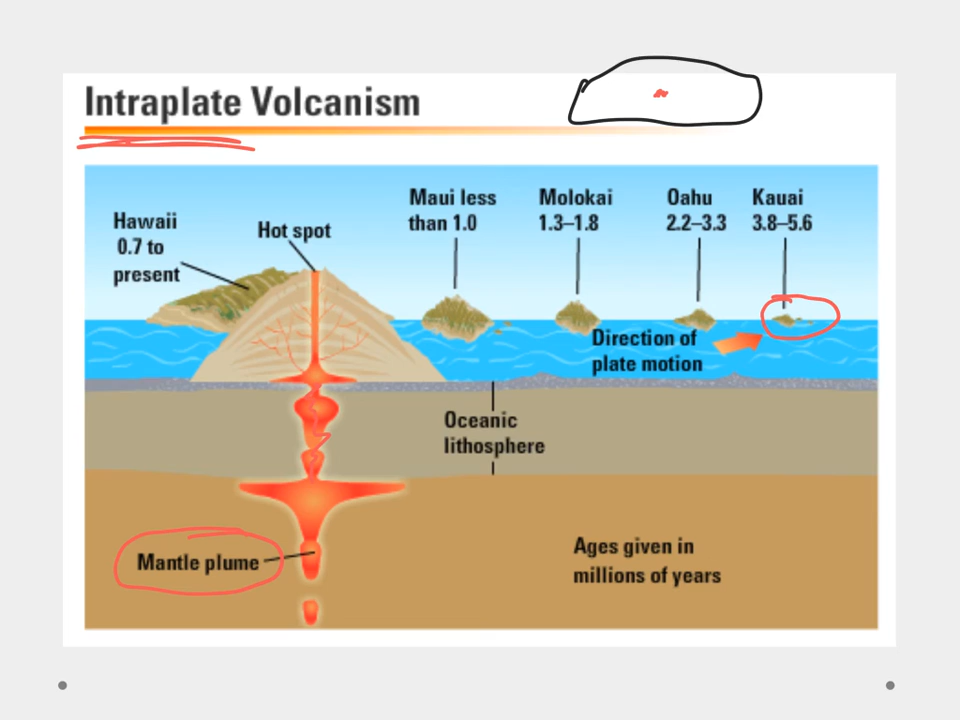 Intraplate Volcanism
Hawaii
0.7 to
present
Hot spot
Maui less
than 1.0
Molokai
1.3–1.8
Oahu
2.2–3.3
Kauai
3.8–5.6
Direction of
plate motion
Oceanic
lithosphere
Mantle plume
Ages given in
millions of years